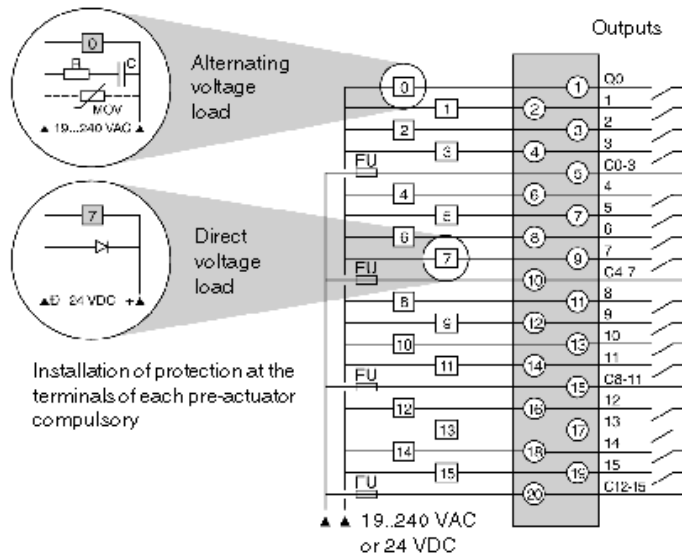 Outputs
0
R
C
MOV
▲ 19...240 VAC ▲
Alternating
voltage
load
7
▲Ð 24 VDC +▲
Direct
voltage
load
Installation of protection at the
terminals of each pre-actuator
compulsory
0 1 Q0
1 2 1
2 3 2
3 4 3
FU 5 C0-3
4 6 4
5 7 5
6 8 6
7 9 7
FU 10 C4-7
8 11 8
9 12 9
10 13 10
11 14 11
FU 15 C8-11
12 16 12
13 17 13
14 18 14
15 19 15
FU 20 C12-15
▲ ▲ 19..240 VAC
or 24 VDC